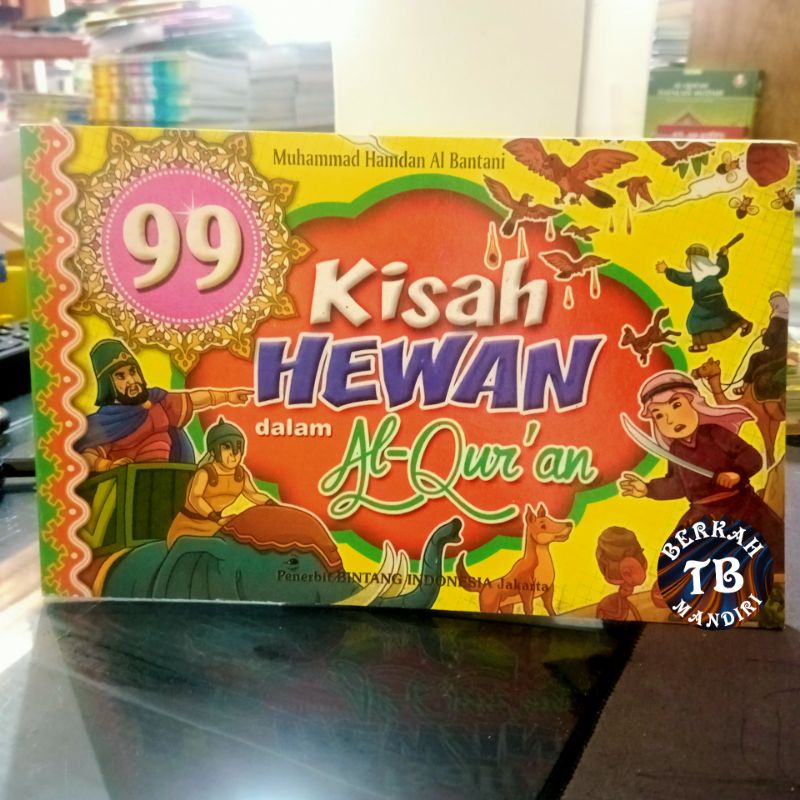 Muhammad Hamdan Al Bantani
99
Kisah
HEWAN
dalam
Al-Qur'an
Penerbit BINTANG INDONESIA Jakarta
BERKAH
TB
MANDIRI